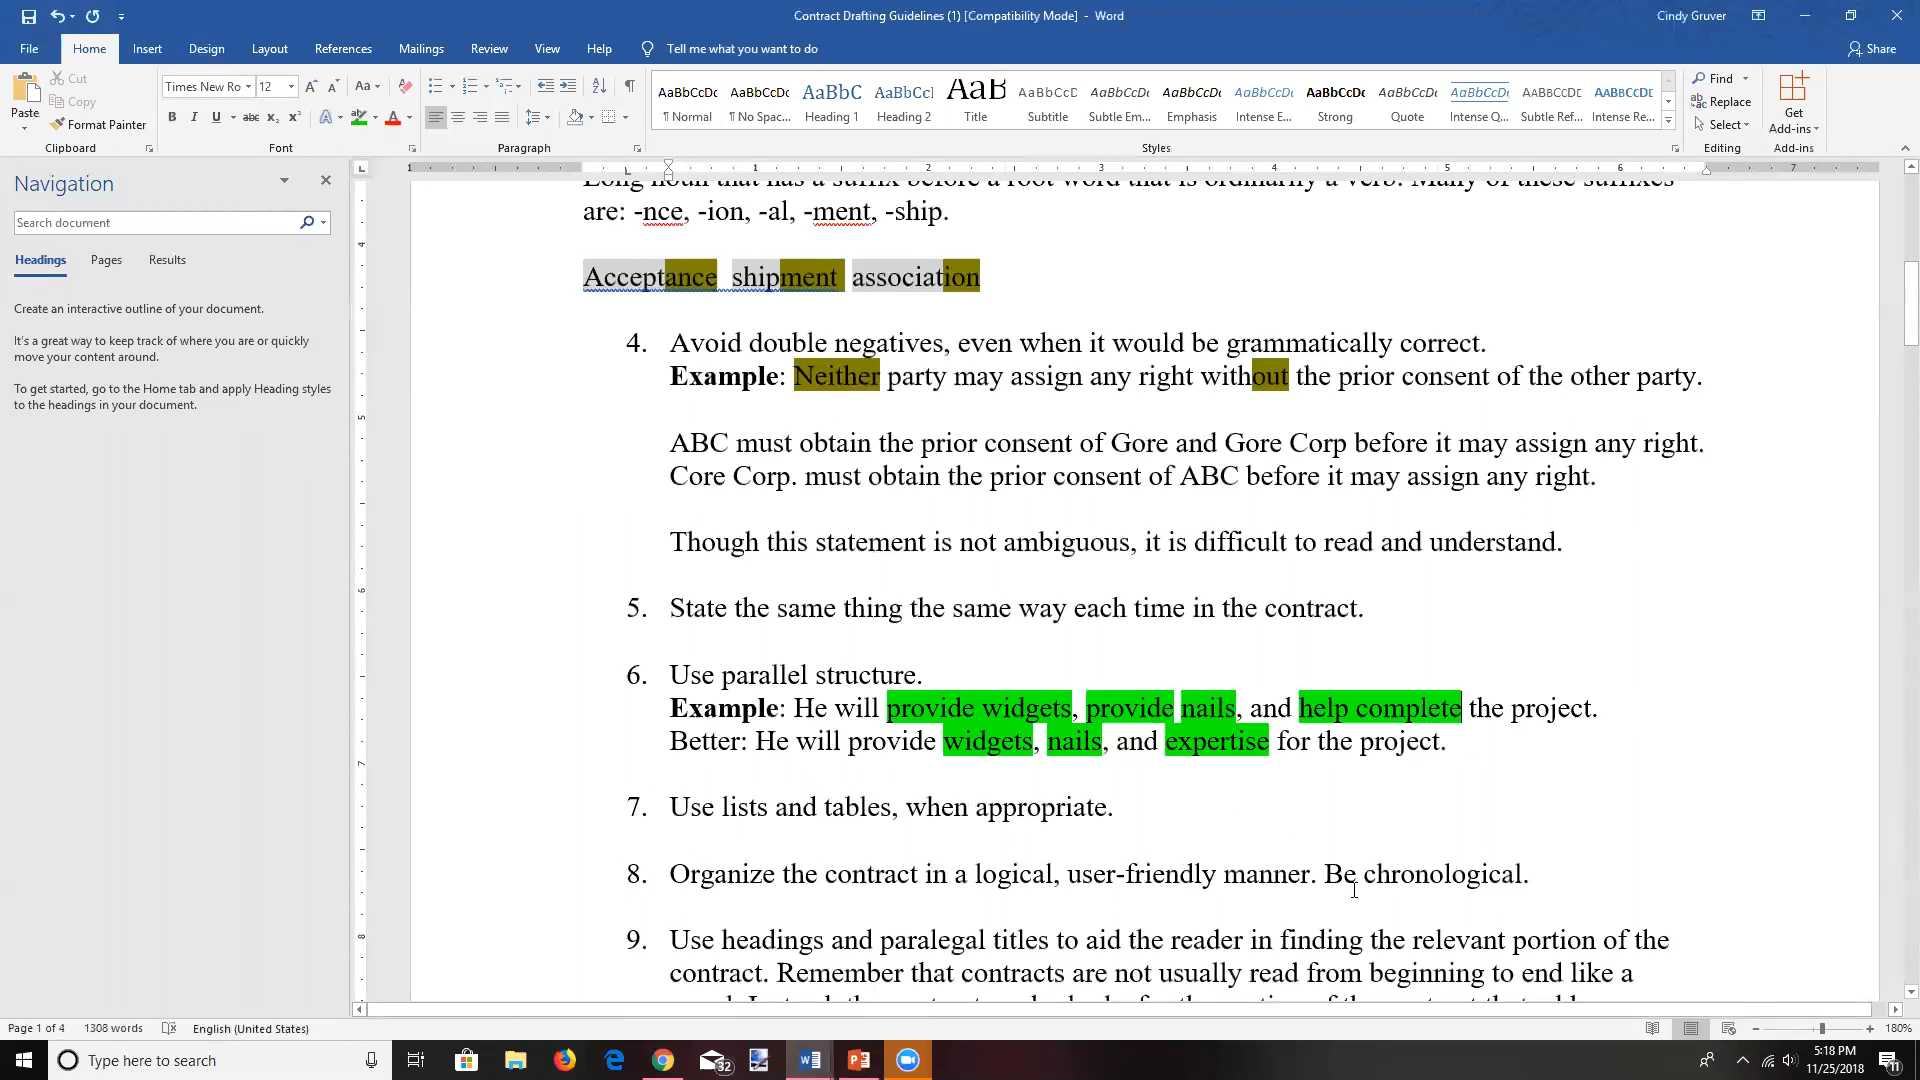 Contract Drafting Guidelines (1) [Compatibility Mode] - Word
Cindy Gruver
File Home Insert Design Layout References Mailings Review View Help Tell me what you want to do
Share
Cut
Copy
Format Painter
Paste
Times New Ro 12
Aa
AaBbCcDc AaBbCcDc AaBbC AaBbCcI AaB AaBbCcD AaBbCcDt AaBbCcDt AaBbCcDt AaBbCcDc AaBbCcDt AaBbCcDt AABBCCDE AABBCCDE
¶ Normal ¶ No Spac... Heading 1 Heading 2 Title Subtitle Subtle Em... Emphasis Intense E... Strong Quote Intense Q... Subtle Ref... Intense Re...
Find
Replace
Select
Get
Add-ins
Clipboard Font Paragraph Styles Editing Add-ins
Navigation
Search document
Headings Pages Results
Create an interactive outline of your document.
It's a great way to keep track of where you are or quickly
move your content around.
To get started, go to the Home tab and apply Heading styles
to the headings in your document.
Long noun that has a suffix before a root word that is ordinarily a verb. Many of these suffixes
are: -nce, -ion, -al, -ment, -ship.
Acceptance shipment association
4. Avoid double negatives, even when it would be grammatically correct.
Example: Neither party may assign any right without the prior consent of the other party.
ABC must obtain the prior consent of Gore and Gore Corp before it may assign any right.
Core Corp. must obtain the prior consent of ABC before it may assign any right.
Though this statement is not ambiguous, it is difficult to read and understand.
5. State the same thing the same way each time in the contract.
6. Use parallel structure.
Example: He will provide widgets, provide nails, and help complete the project.
Better: He will provide widgets, nails, and expertise for the project.
7. Use lists and tables, when appropriate.
8. Organize the contract in a logical, user-friendly manner. Be chronological.
9. Use headings and paralegal titles to aid the reader in finding the relevant portion of the
contract. Remember that contracts are not usually read from beginning to end like a
Page 1 of 4 1308 words English (United States)
180%
Type here to search
32
5:18 PM
11/25/2018
11